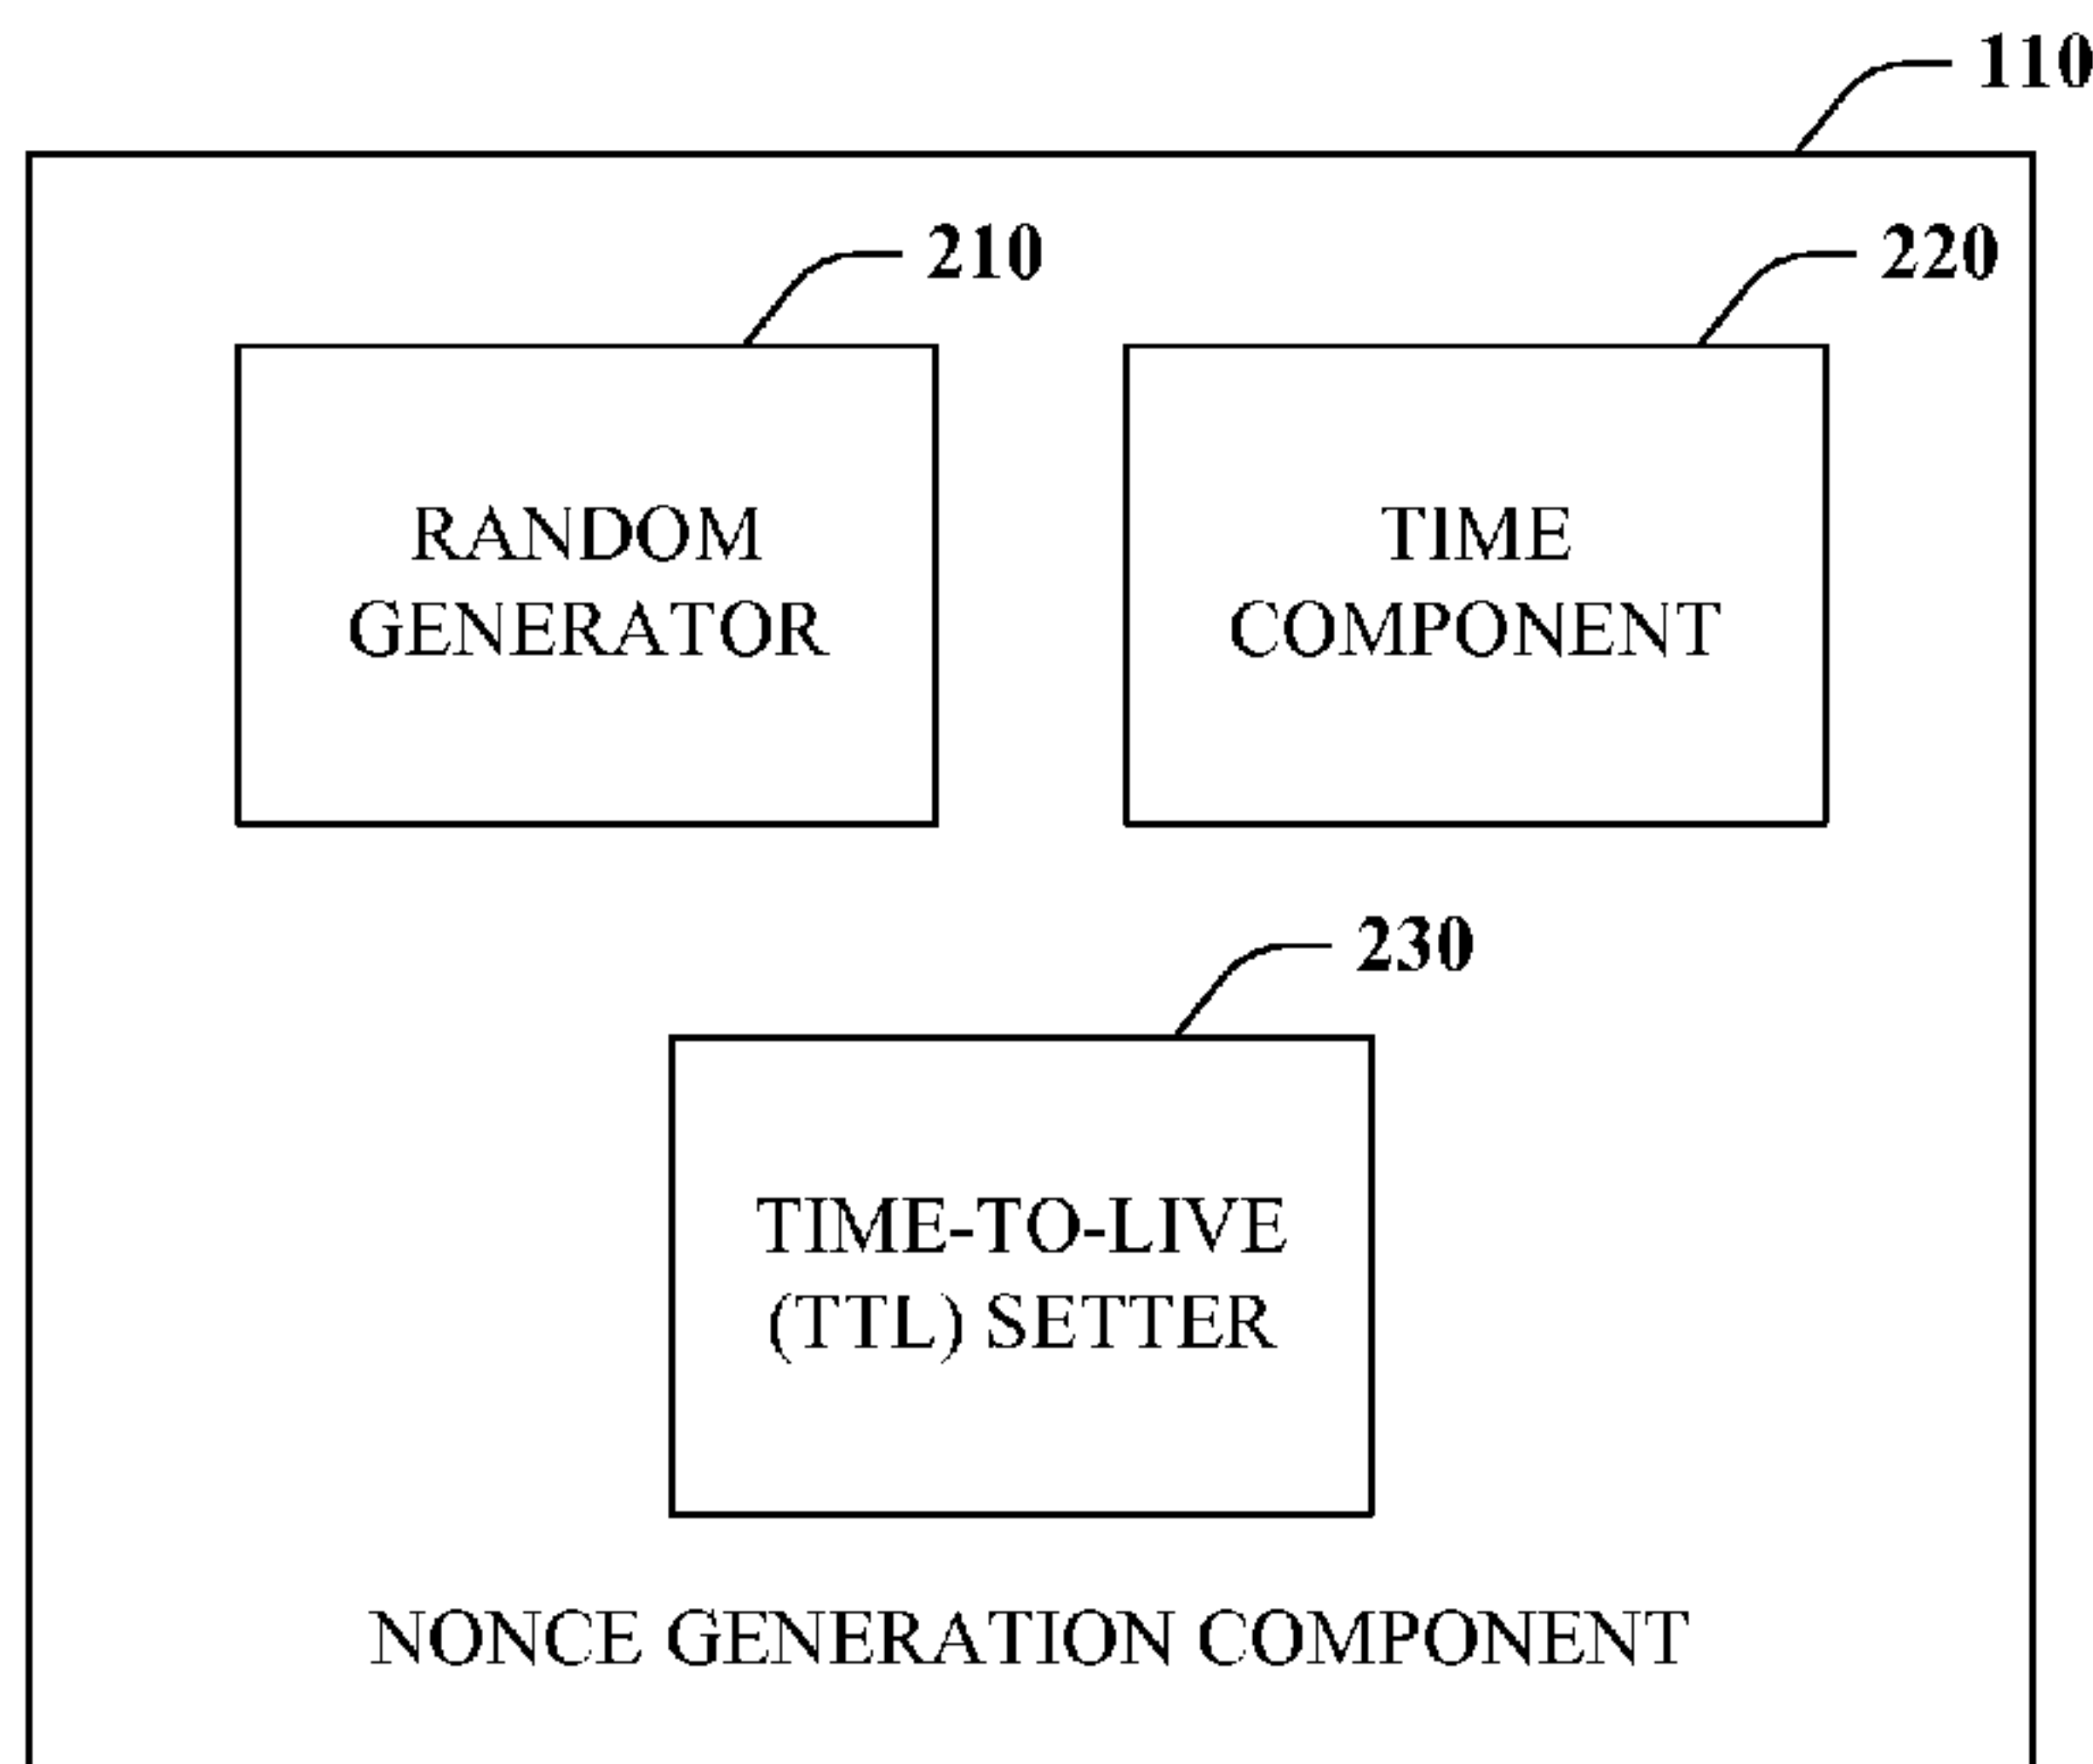 110
210
220
RANDOM
GENERATOR
TIME
COMPONENT
230
TIME-TO-LIVE
(TTL) SETTER
NONCE GENERATION COMPONENT